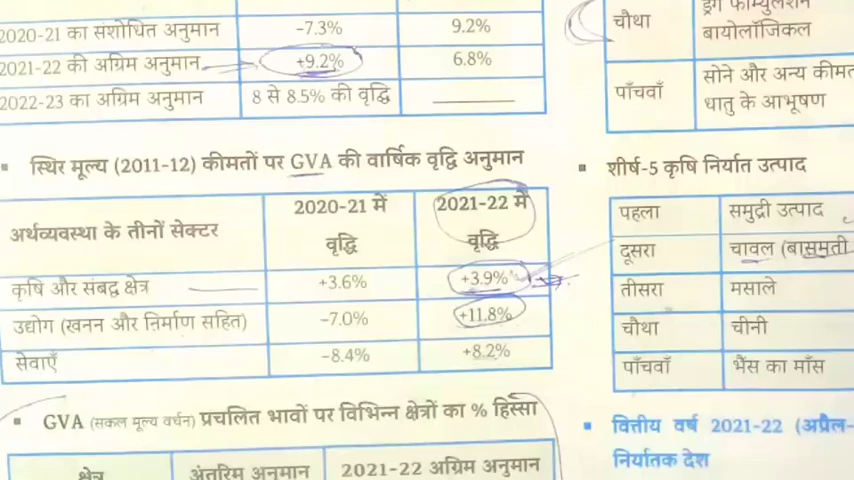 2020-21 का संशोधित अनुमान -7.3% 9.2%
2021-22 की अग्रिम अनुमान +9.2% 6.8%
2022-23 का अग्रिम अनुमान 8 से 8.5% की वृद्धि
स्थिर मूल्य (2011-12) कीमतों पर GVA की वार्षिक वृद्धि अनुमान
अर्थव्यवस्था के तीनों सेक्टर 2020-21 में वृद्धि 2021-22 में वृद्धि
कृषि और संबद्ध क्षेत्र +3.6% +3.9%
उद्योग (खनन और निर्माण सहित) -7.0% +11.8%
सेवाएँ -8.4% +8.2%
GVA (सकल मूल्य वर्धन) प्रचलित भावों पर विभिन्न क्षेत्रों का % हिस्सा
क्षेत्र अंतरिम अनुमान 2021-22 अग्रिम अनुमान
चौथा बायोलॉजिकल
पाँचवाँ सोने और अन्य
धातु के आभूषण
शीर्ष-5 कृषि निर्यात उत्पाद
पहला समुद्री उत्पाद
दूसरा चावल (बासमती
तीसरा मसाले
चौथा चीनी
पाँचवाँ भैंस का माँस
वित्तीय वर्ष 2021-22 (अप्रैल-
निर्यातक देश